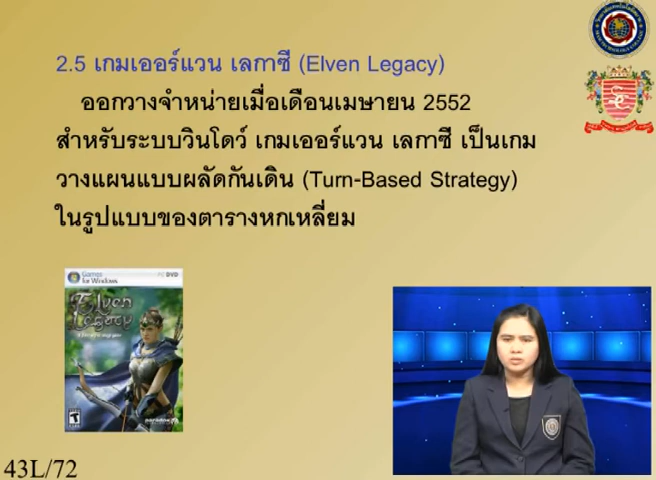 2.5 เกมเออร์แวน เลกาซี (Elven Legacy)
ออกวางจำหน่ายเมื่อเดือนเมษายน 2552
สำหรับระบบวินโดว์ เกมเออร์แวน เลกาซี เป็นเกม
วางแผนแบบผลัดกันเดิน (Turn-Based Strategy)
ในรูปแบบของตารางหกเหลี่ยม
Games
for Windows
PC DVD
Elven
Legacy
T
paradox
43L/72